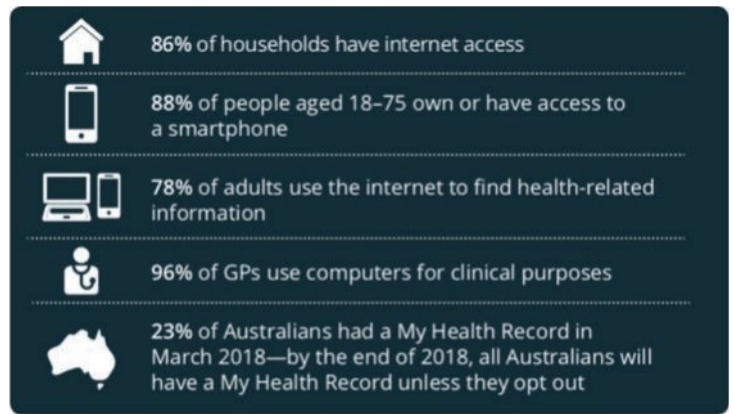 86% of households have internet access
88% of people aged 18–75 own or have access to
a smartphone
78% of adults use the internet to find health-related
information
96% of GPs use computers for clinical purposes
23% of Australians had a My Health Record in
March 2018—by the end of 2018, all Australians will
have a My Health Record unless they opt out